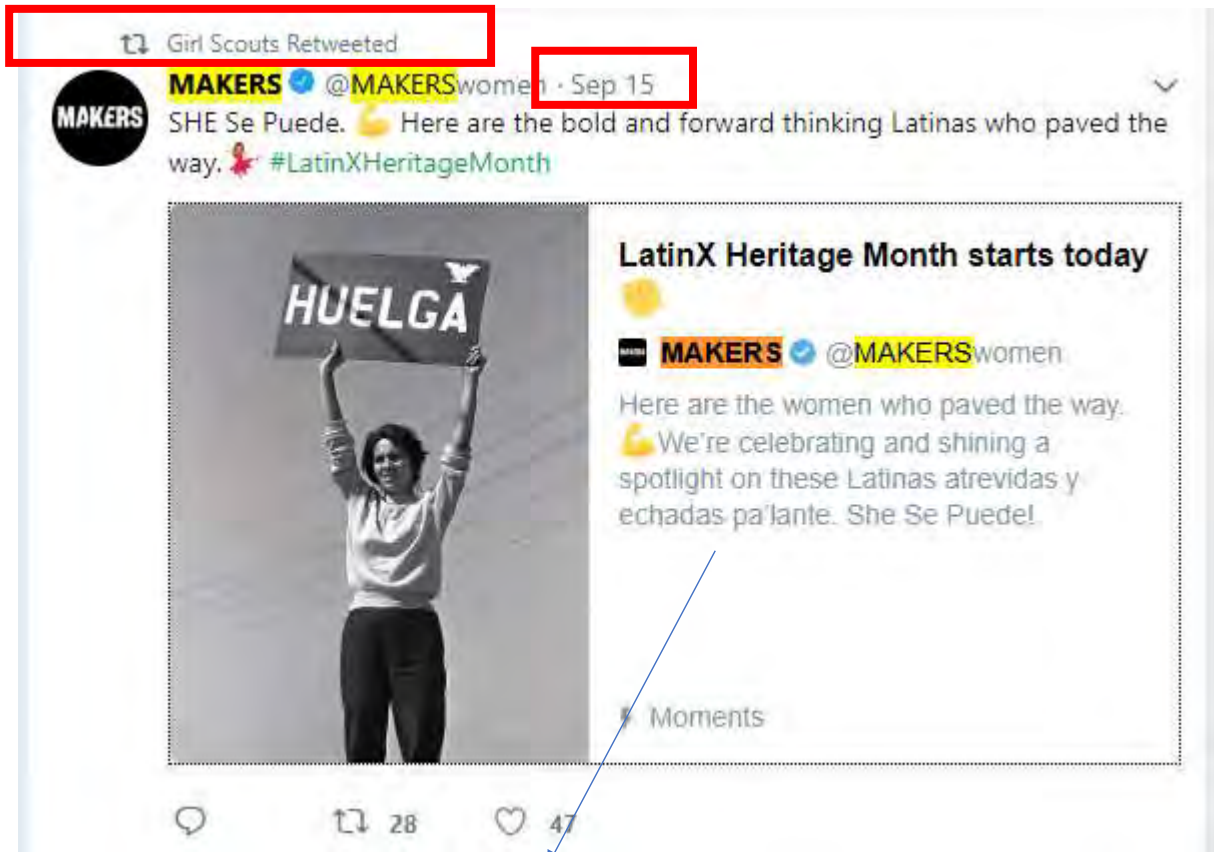 Girl Scouts Retweeted
MAKERS @MAKERSwomen · Sep 15
MAKERS
SHE Se Puede. 💪 Here are the bold and forward thinking Latinas who paved the
way. 💃 #LatinXHeritageMonth
HUELGA
LatinX Heritage Month starts today
✊
MAKERS @MAKERSwomen
Here are the women who paved the way.
💪We're celebrating and shining a
spotlight on these Latinas atrevidas y
echadas pa'lante. She Se Puede!
Moments
28 47